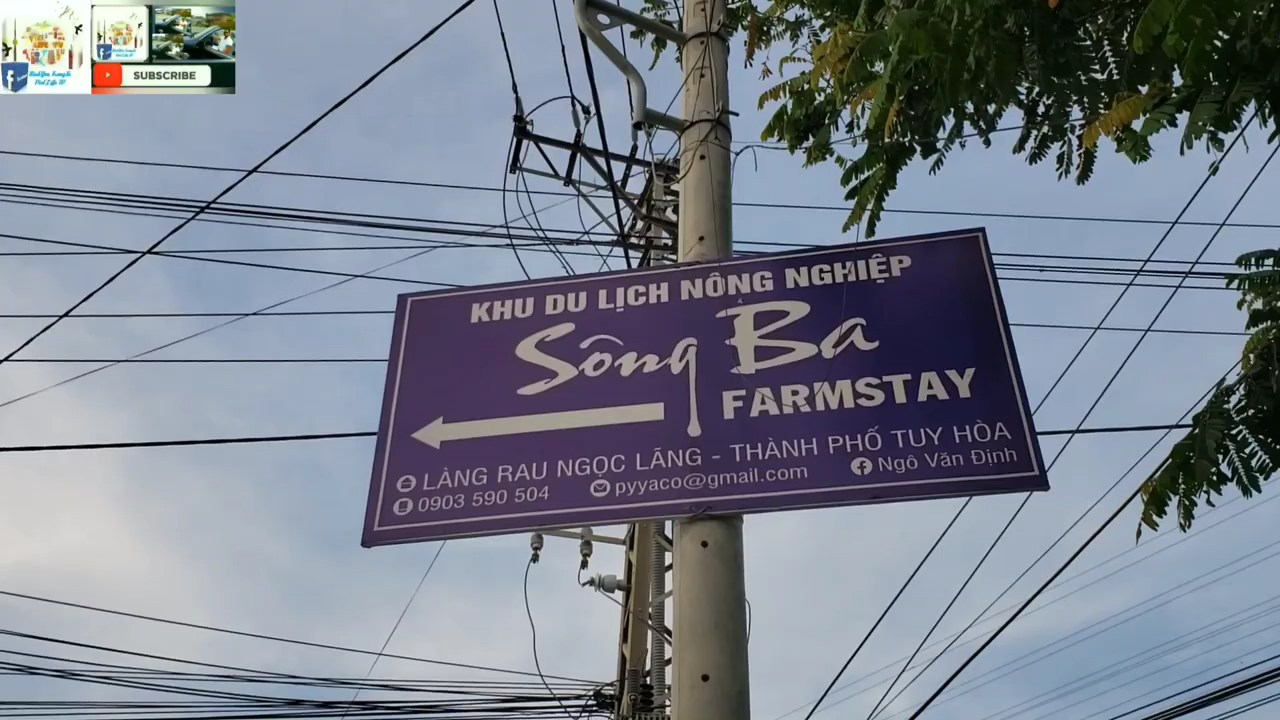 SUBSCRIBE
KHU DU LỊCH NÔNG NGHIỆP
Sông Ba
FARMSTAY
LÀNG RAU NGỌC LÃNG - THÀNH PHỐ TUY HÒA
0903 590 504 pyyaco@gmail.com Ngô Văn Định